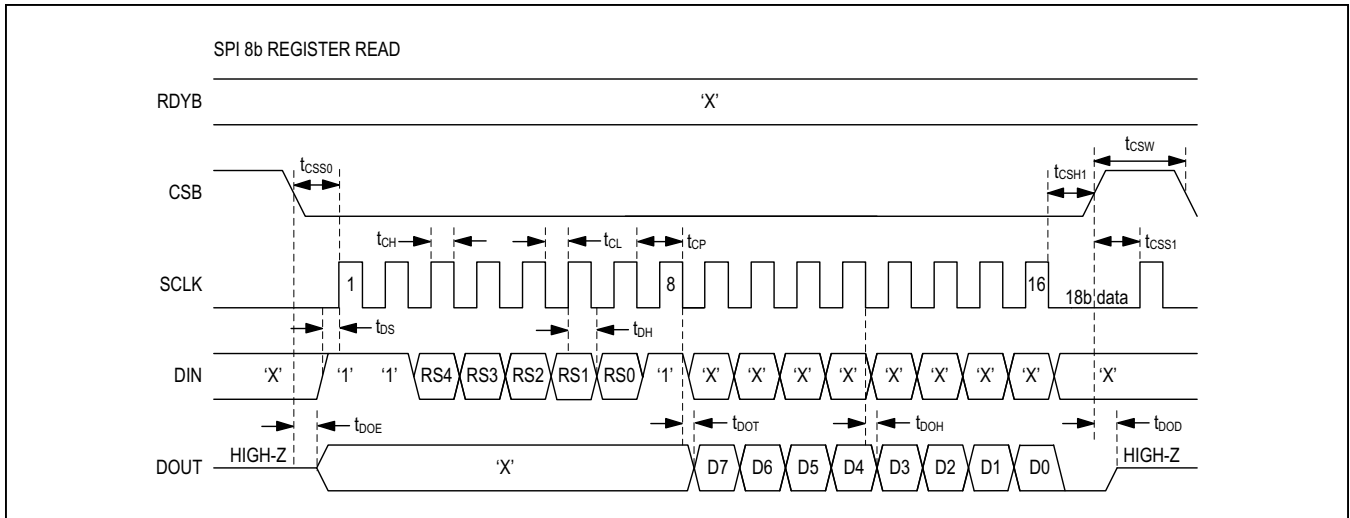 SPI 8b REGISTER READ
RDYB ‘X’
tCSW
tCSS0 tCSH1
CSB
tCH tCL tCP tCSS1
SCLK 1 8 16 18b data
tDS tDH
DIN ‘X’ ‘1’ ‘1’ RS4 RS3 RS2 RS1 RS0 ‘1’ ‘X’ ‘X’ ‘X’ ‘X’ ‘X’ ‘X’ ‘X’ ‘X’ ‘X’
tDOE tDOT tDOH tDOD
HIGH-Z HIGH-Z
DOUT ‘X’ D7 D6 D5 D4 D3 D2 D1 D0